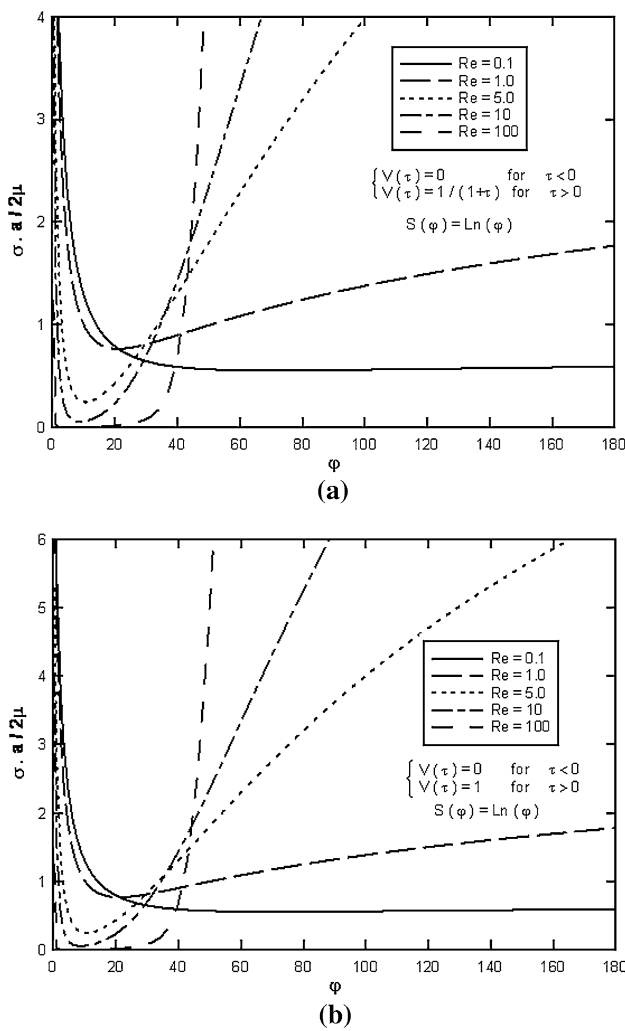 4
3
2
1
0
σ. a / 2μ
Re = 0.1
Re = 1.0
Re = 5.0
Re = 10
Re = 100
V(τ)=0 for τ<0
V(τ)=1/(1+τ) for τ>0
S(φ)=Ln(φ)
0 20 40 60 80 100 120 140 160 180
φ
(a)
6
5
4
3
2
1
0
σ. a / 2μ
Re = 0.1
Re = 1.0
Re = 5.0
Re = 10
Re = 100
V(τ)=0 for τ<0
V(τ)=1 for τ>0
S(φ)=Ln(φ)
0 20 40 60 80 100 120 140 160 180
φ
(b)